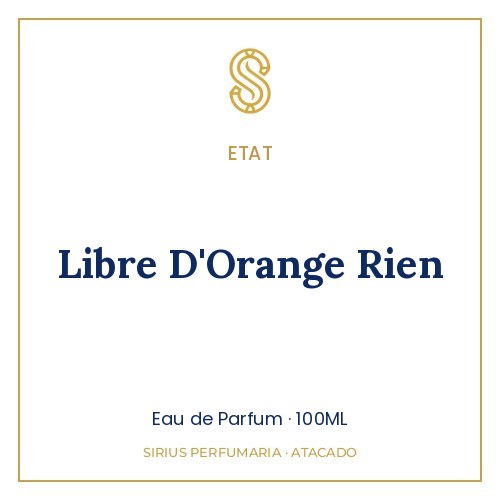 ETAT
Libre D'Orange Rien
Eau de Parfum · 100ML
SIRIUS PERFUMARIA · ATACADO